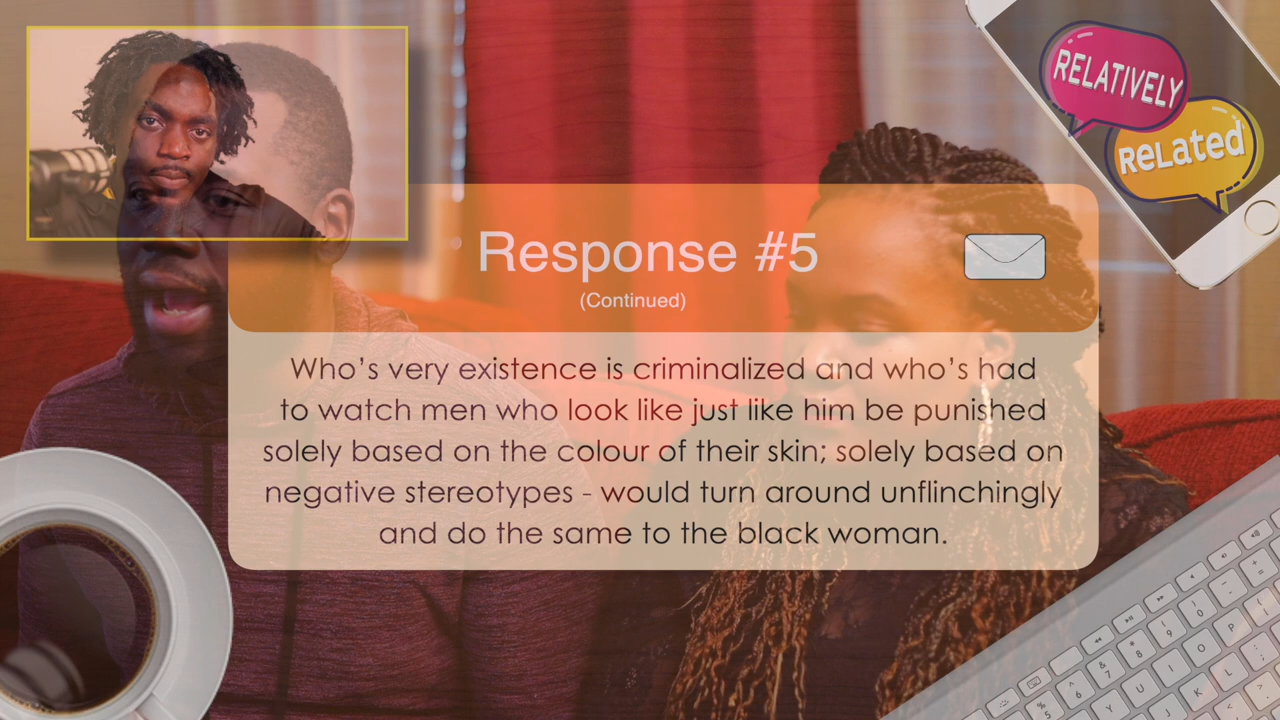 RELATIVELY
ReLated
Response #5
(Continued)
Who's very existence is criminalized and who's had
to watch men who look like just like him be punished
solely based on the colour of their skin; solely based on
negative stereotypes - would turn around unflinchingly
and do the same to the black woman.